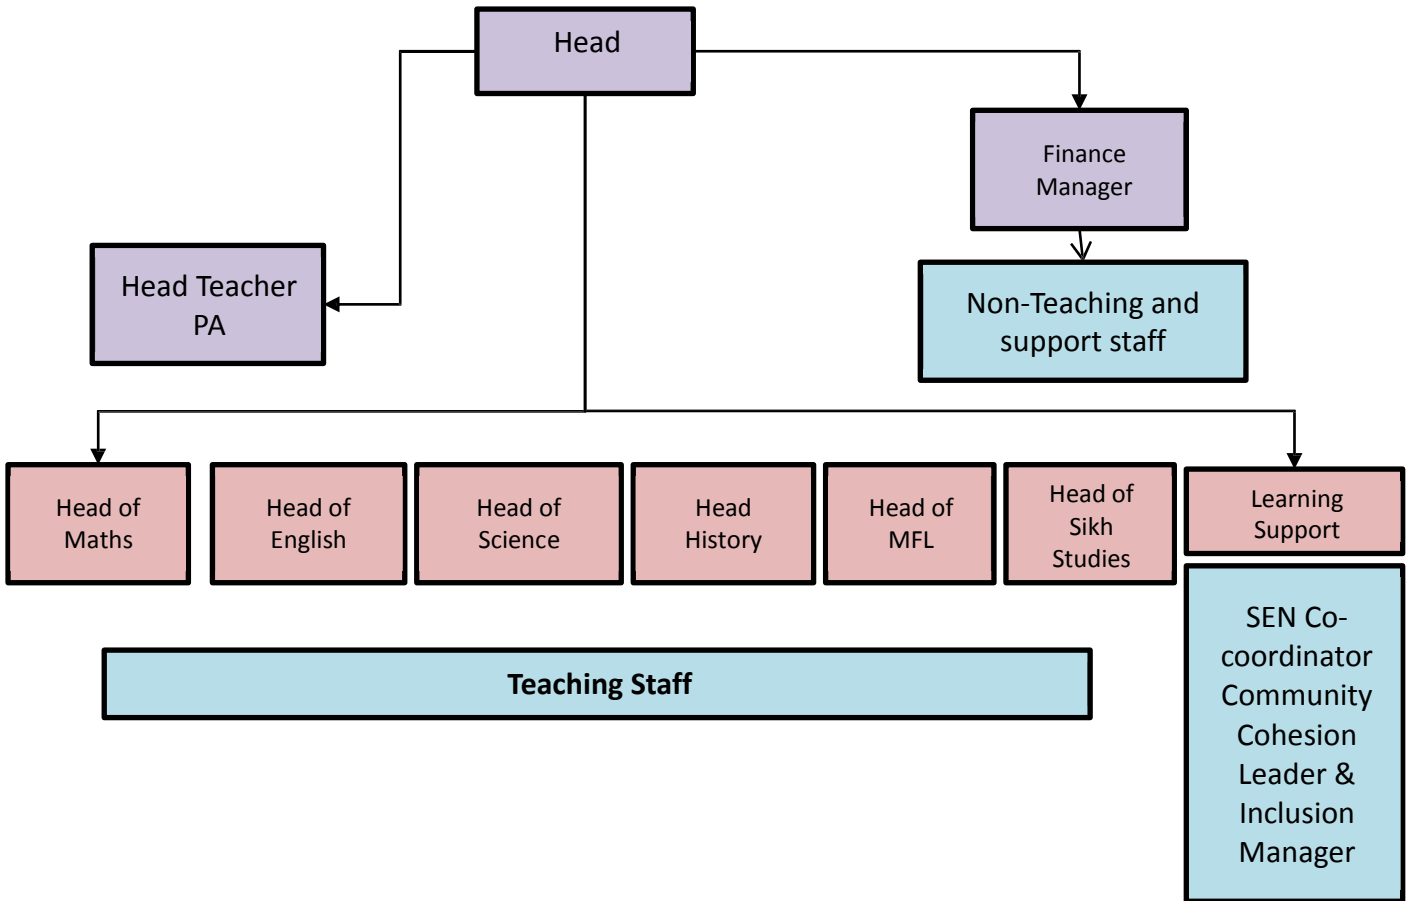 Head
Finance
Manager
Head Teacher
PA
Non-Teaching and
support staff
Head of
Maths
Head of
English
Head of
Science
Head
History
Head of
MFL
Head of
Sikh
Studies
Learning
Support
Teaching Staff
SEN Co-
coordinator
Community
Cohesion
Leader &
Inclusion
Manager